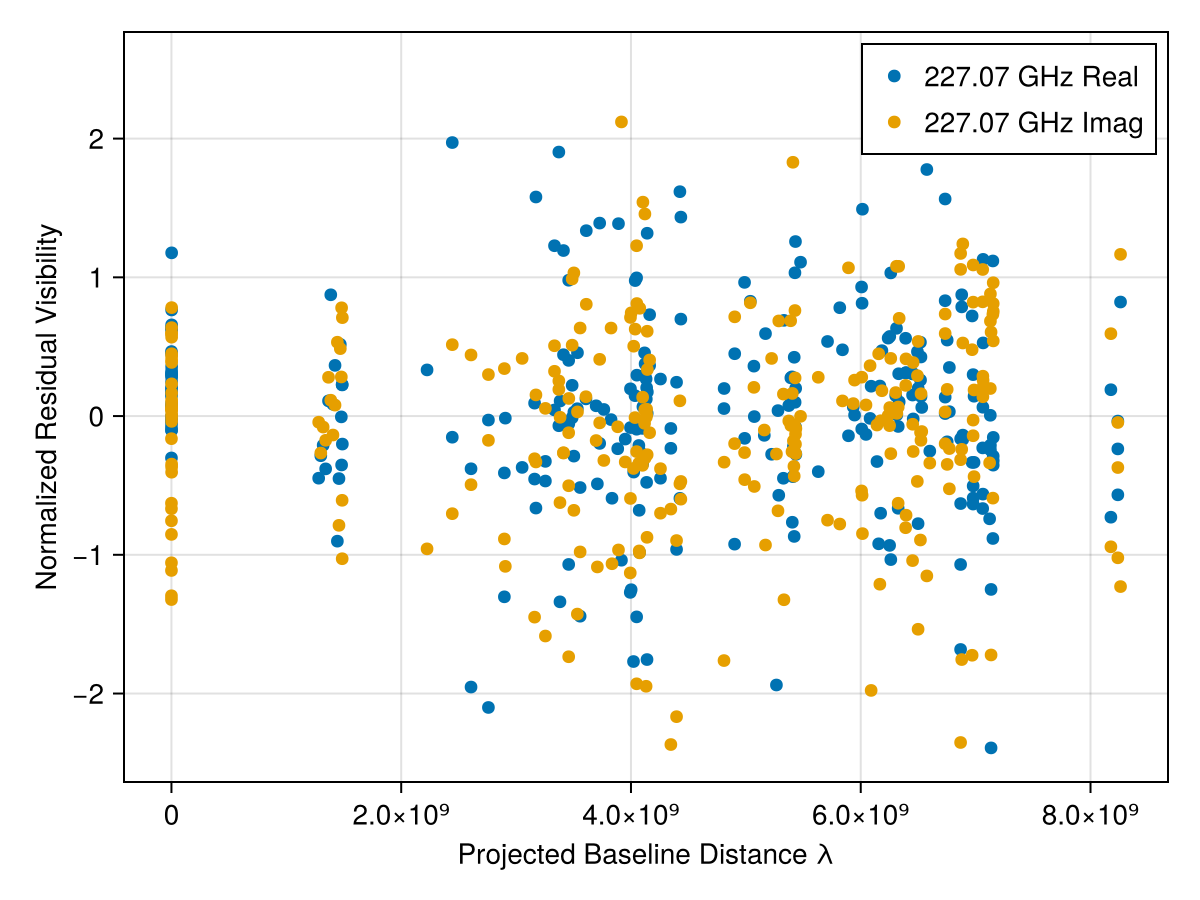 227.07 GHz Real
227.07 GHz Imag
Normalized Residual Visibility
2
1
0
−1
−2
0
2.0×10⁹
4.0×10⁹
6.0×10⁹
8.0×10⁹
Projected Baseline Distance λ